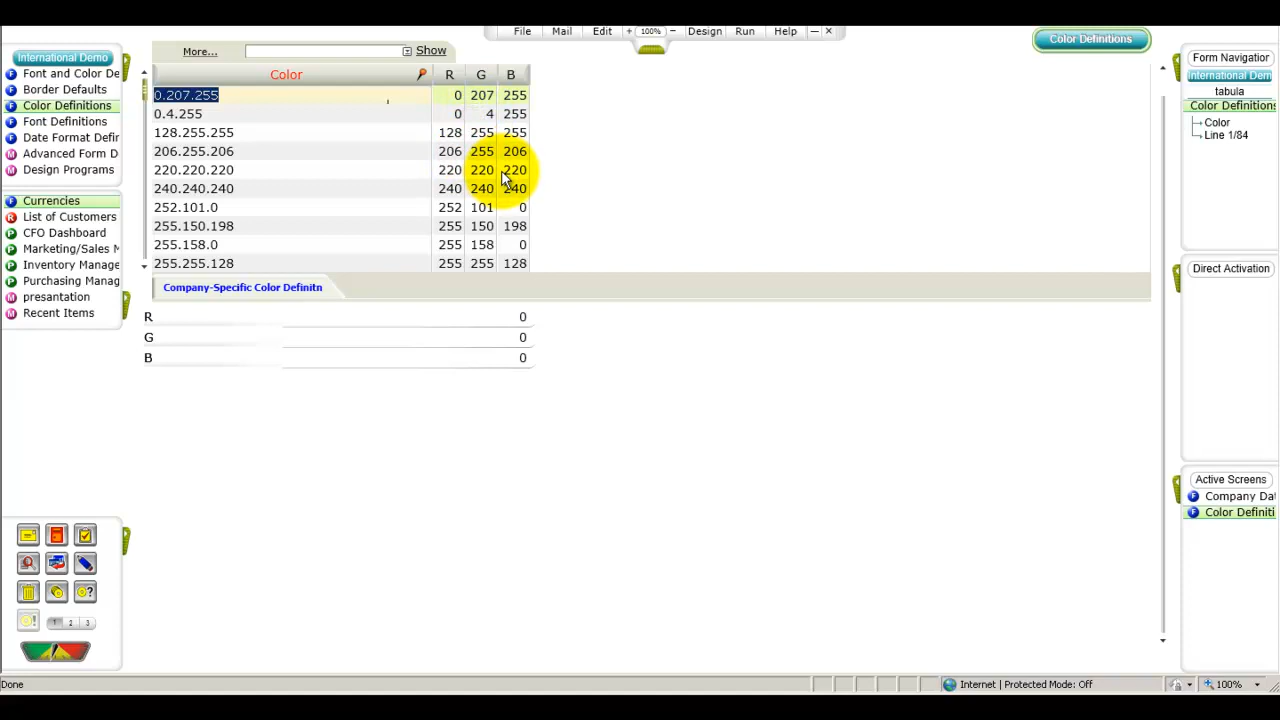 File Mail Edit + 100% - Design Run Help
Color Definitions
International Demo
Font and Color De
Border Defaults
Color Definitions
Font Definitions
Date Format Defir
Advanced Form D
Design Programs
Currencies
List of Customers
CFO Dashboard
Marketing/Sales M
Inventory Manage
Purchasing Manag
presantation
Recent Items
1 2 3
More... Show
Color R G B
0.207.255 0 207 255
0.4.255 0 4 255
128.255.255 128 255 255
206.255.206 206 255 206
220.220.220 220 220 220
240.240.240 240 240 240
252.101.0 252 101 0
255.150.198 255 150 198
255.158.0 255 158 0
255.255.128 255 255 128
Company-Specific Color Definitn
R 0
G 0
B 0
Form Navigator
International Demo
tabula
Color Definitions
Color
Line 1/84
Direct Activation
Active Screens
Company Dat
Color Definiti
Done
Internet | Protected Mode: Off
100%